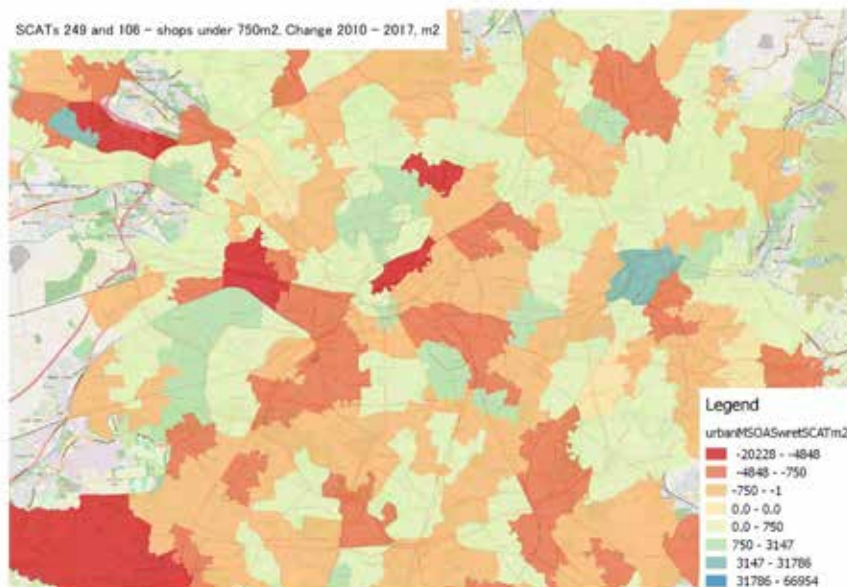 SCATs 249 and 106 – shops under 750m2. Change 2010 – 2017, m2
Legend
urbanMSOASwretSCATm2
-20228 - -4848
-4848 - -750
-750 - -1
0.0 - 0.0
0.0 - 750
750 - 3147
3147 - 31786
31786 - 66954